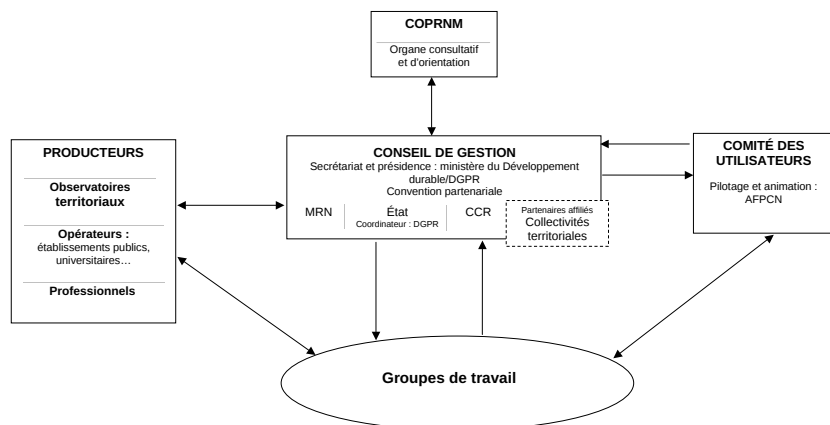 COPRNM
Organe consultatif
et d'orientation
PRODUCTEURS
Observatoires
territoriaux
Opérateurs :
établissements publics,
universitaires…
Professionnels
CONSEIL DE GESTION
Secrétariat et présidence : ministère du Développement
durable/DGPR
Convention partenariale
MRN
État
Coordinateur : DGPR
CCR
Partenaires affiliés
Collectivités
territoriales
COMITÉ DES
UTILISATEURS
Pilotage et animation :
AFPCN
Groupes de travail